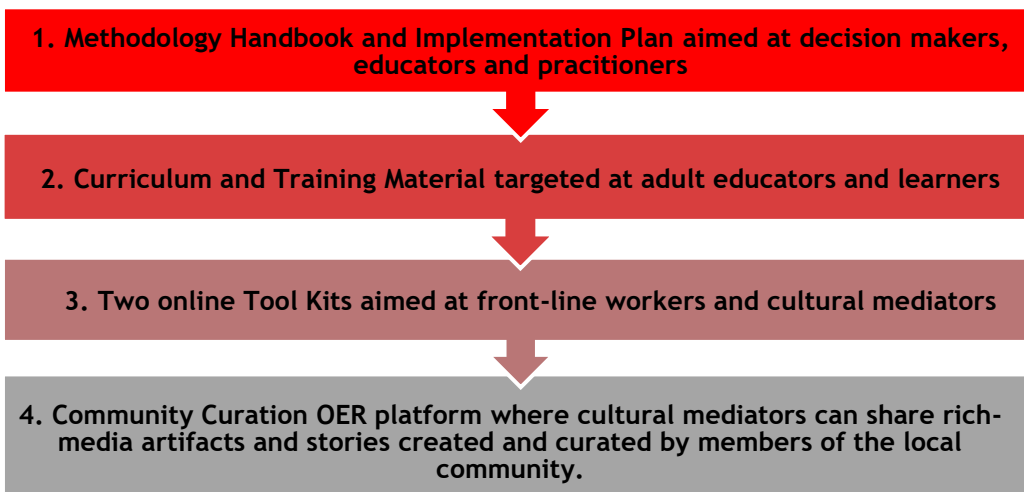 1. Methodology Handbook and Implementation Plan aimed at decision makers,
educators and pracitioners
2. Curriculum and Training Material targeted at adult educators and learners
3. Two online Tool Kits aimed at front-line workers and cultural mediators
4. Community Curation OER platform where cultural mediators can share rich-
media artifacts and stories created and curated by members of the local
community.